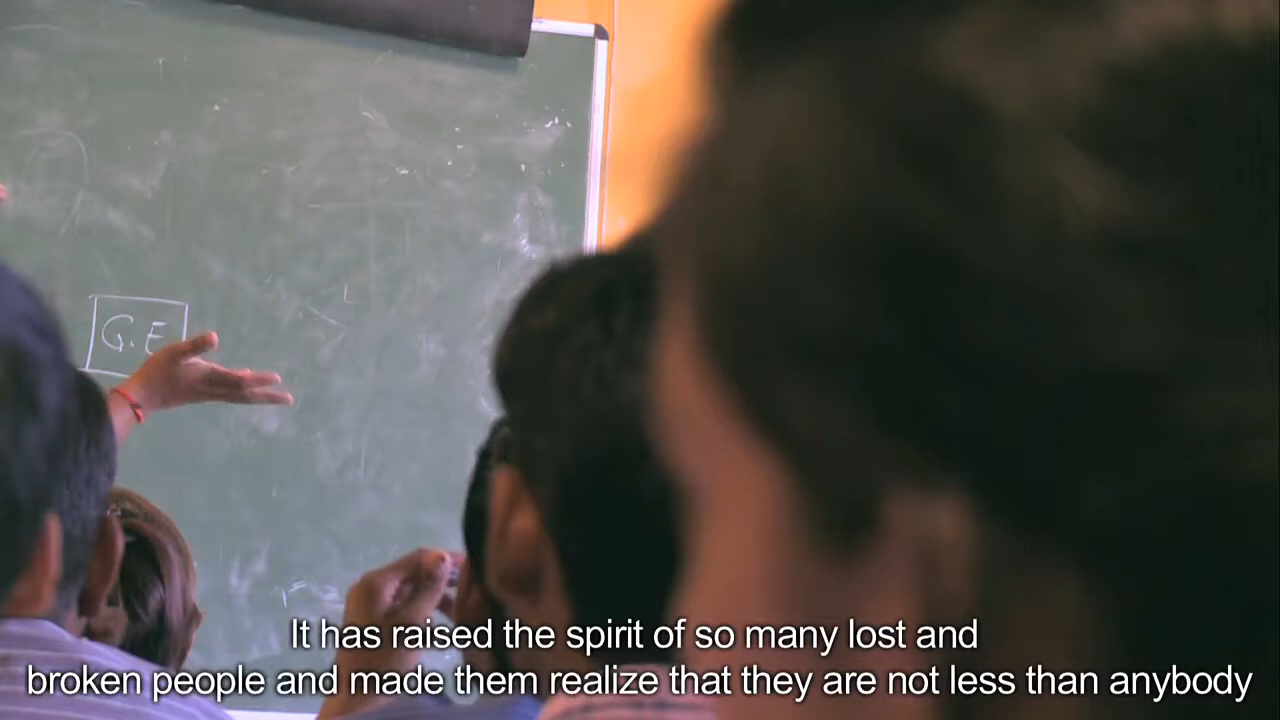 G.E
It has raised the spirit of so many lost and
broken people and made them realize that they are not less than anybody